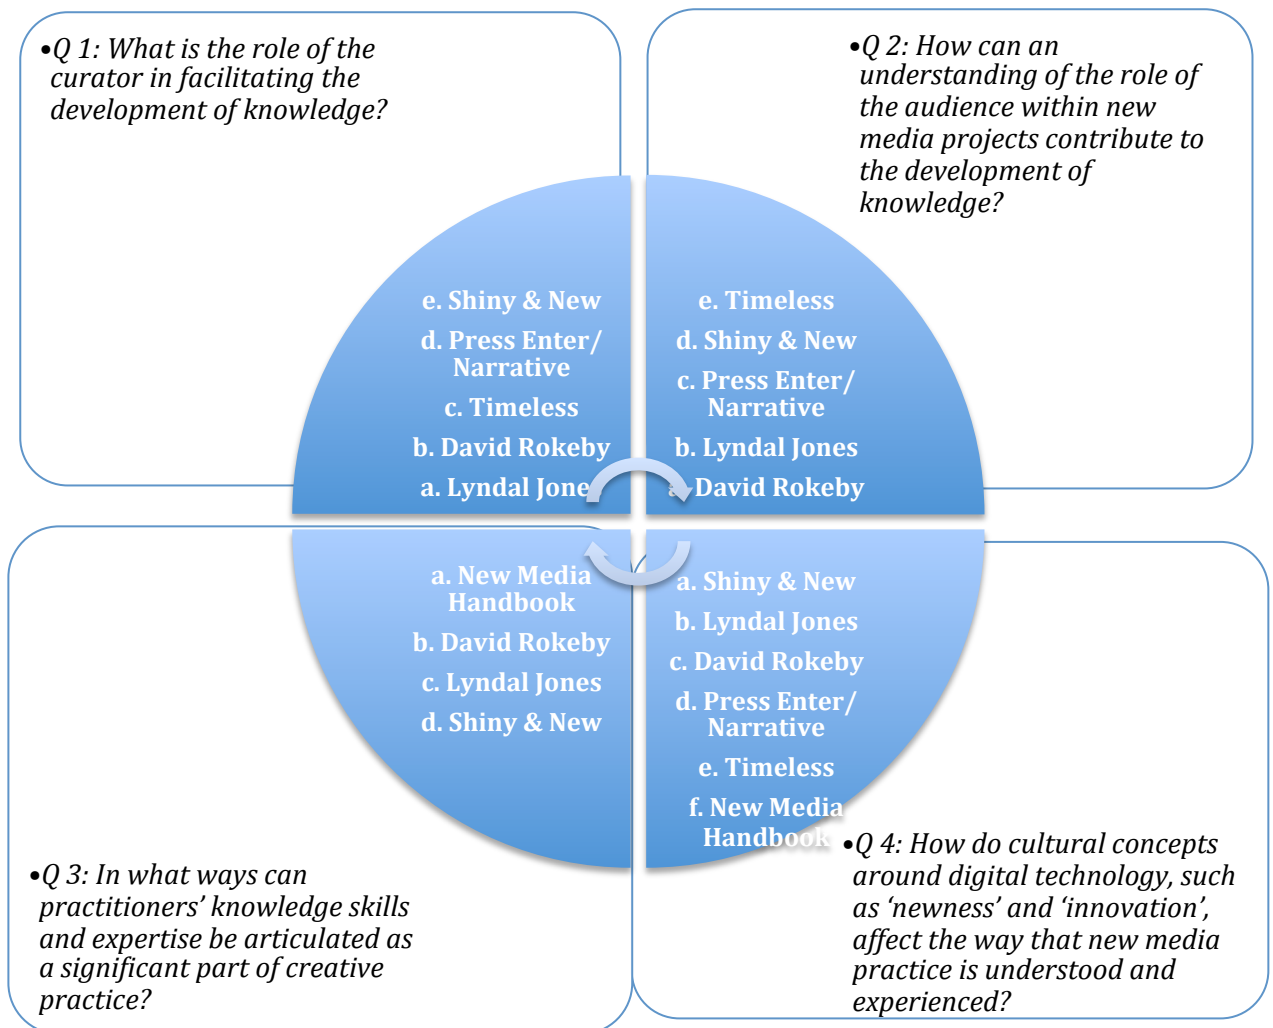 •Q 1: What is the role of the
curator in facilitating the
development of knowledge?
•Q 2: How can an
understanding of the role of
the audience within new
media projects contribute to
the development of
knowledge?
e. Shiny & New
d. Press Enter/
Narrative
c. Timeless
b. David Rokeby
a. Lyndal Jone
e. Timeless
d. Shiny & New
c. Press Enter/
Narrative
b. Lyndal Jones
a. David Rokeby
a. New Media
Handbook
b. David Rokeby
c. Lyndal Jones
d. Shiny & New
a. Shiny & New
b. Lyndal Jones
c. David Rokeby
d. Press Enter/
Narrative
e. Timeless
f. New Media
Handbook
•Q 3: In what ways can
practitioners’ knowledge skills
and expertise be articulated as
a significant part of creative
practice?
•Q 4: How do cultural concepts
around digital technology, such
as ‘newness’ and ‘innovation’,
affect the way that new media
practice is understood and
experienced?